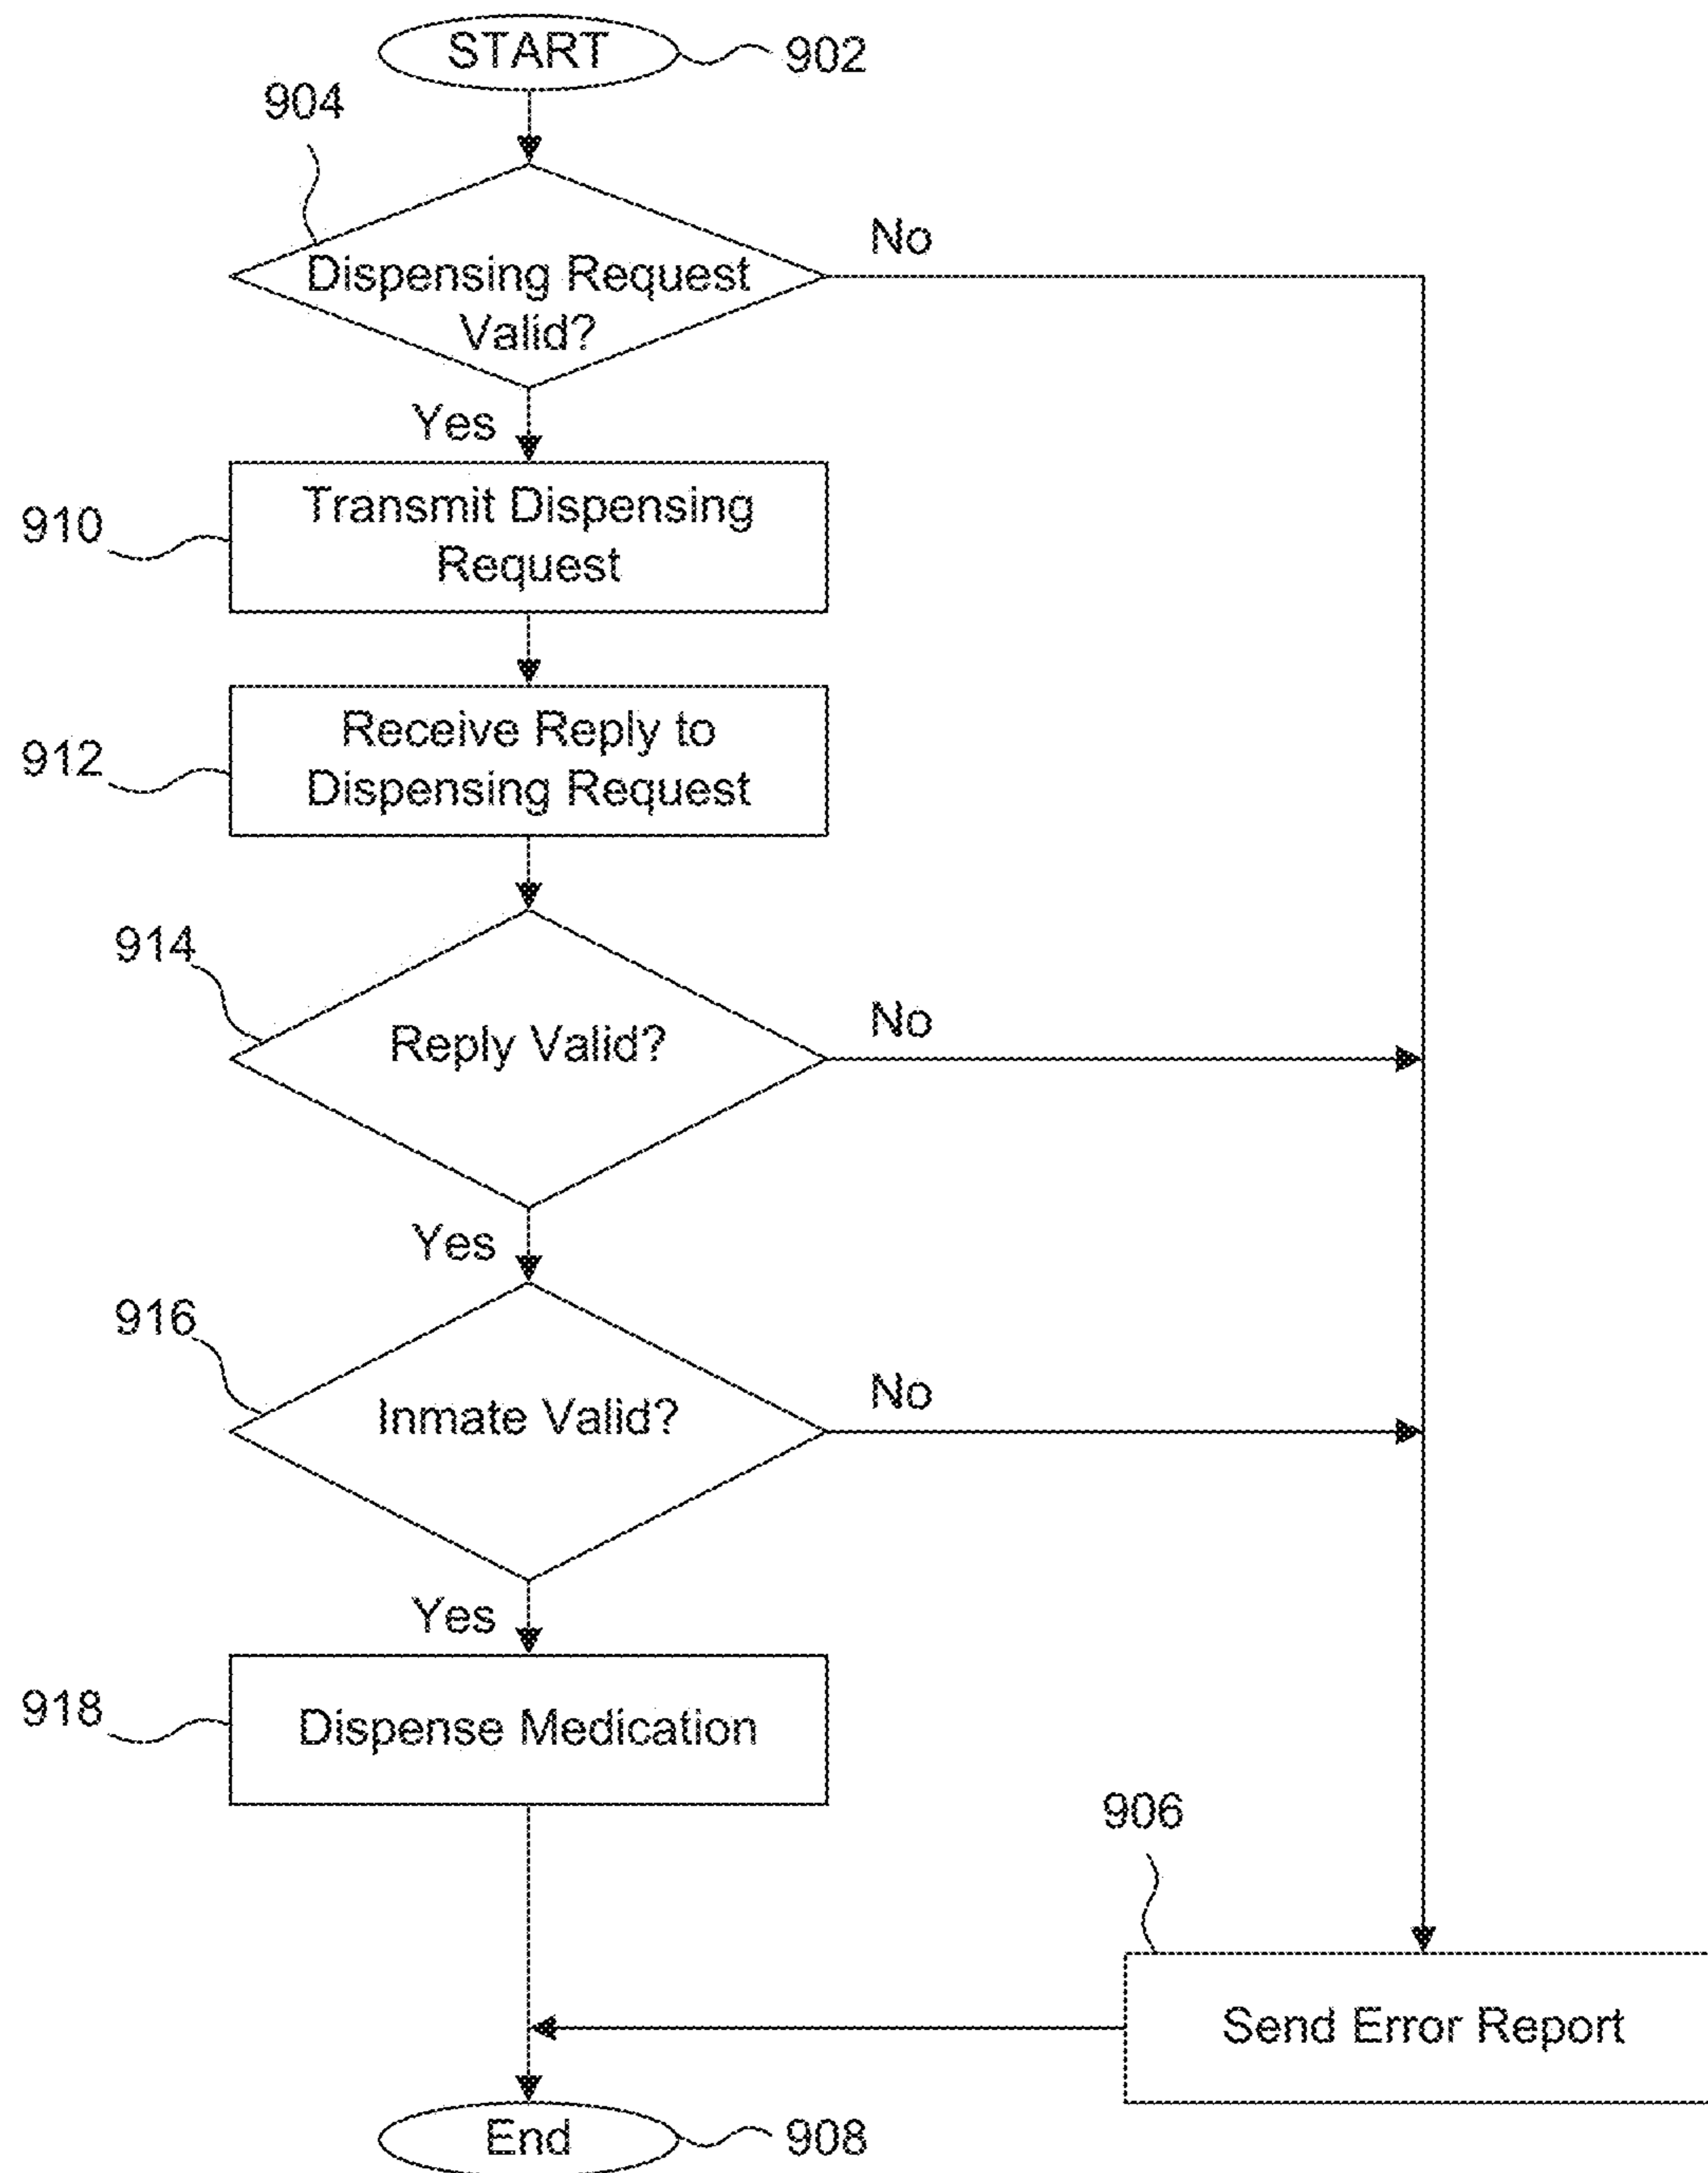 START
902
904
No
Dispensing Request
Valid?
Yes
910
Transmit Dispensing
Request
912
Receive Reply to
Dispensing Request
914
Reply Valid?
No
Yes
916
Inmate Valid?
No
Yes
918
Dispense Medication
906
Send Error Report
End
908